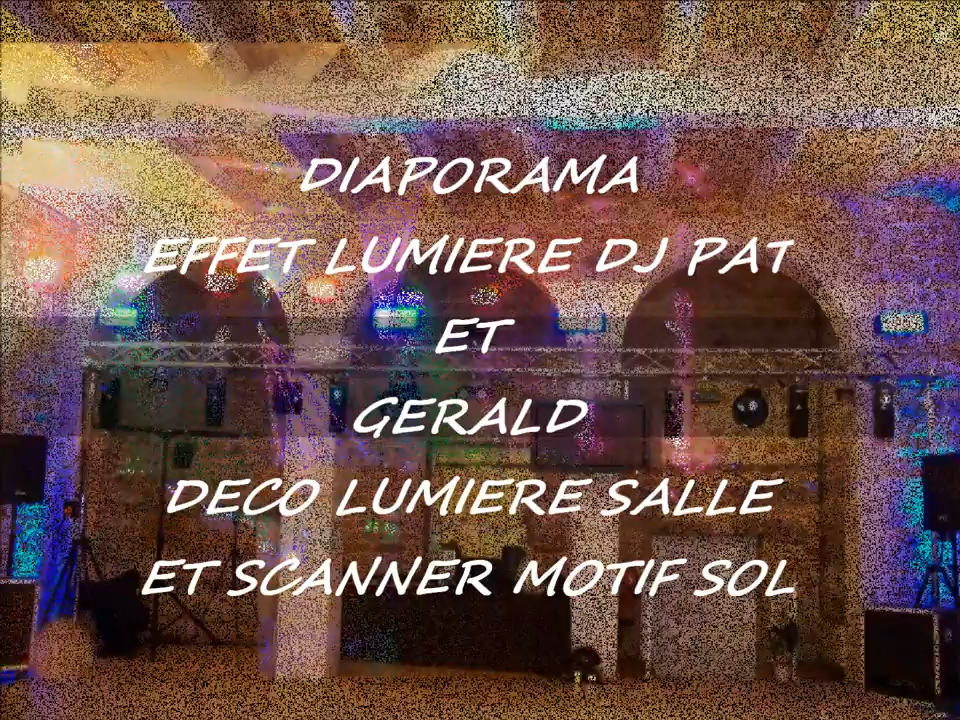 DIAPORAMA
EFFET LUMIERE DJ PAT
ET
GERALD
DECO LUMIERE SALLE
ET SCANNER MOTIF SOL